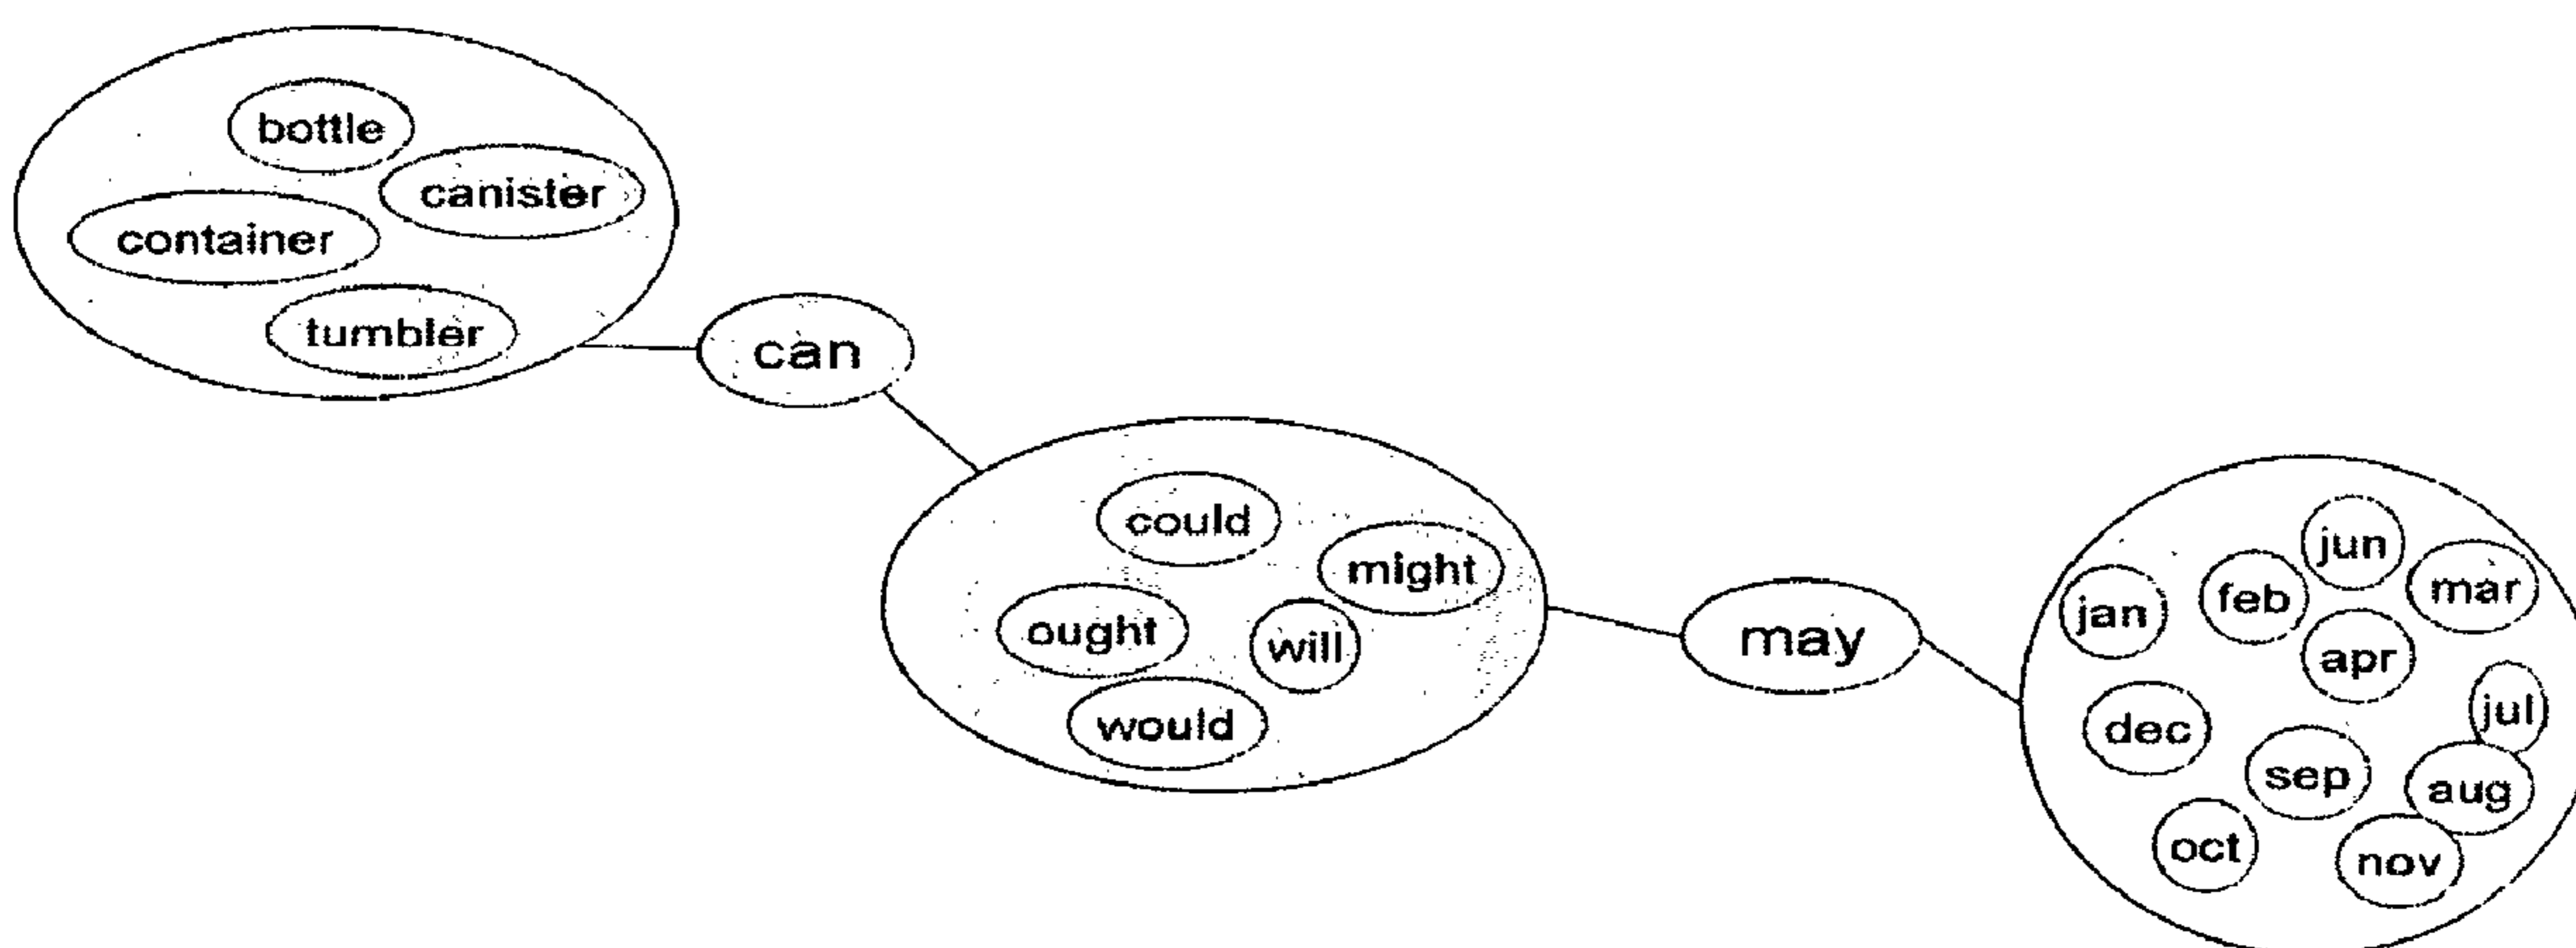 bottle
canister
container
tumbler
can
could
might
ought
will
would
may
jun
jan
feb
mar
apr
dec
jul
sep
aug
oct
nov